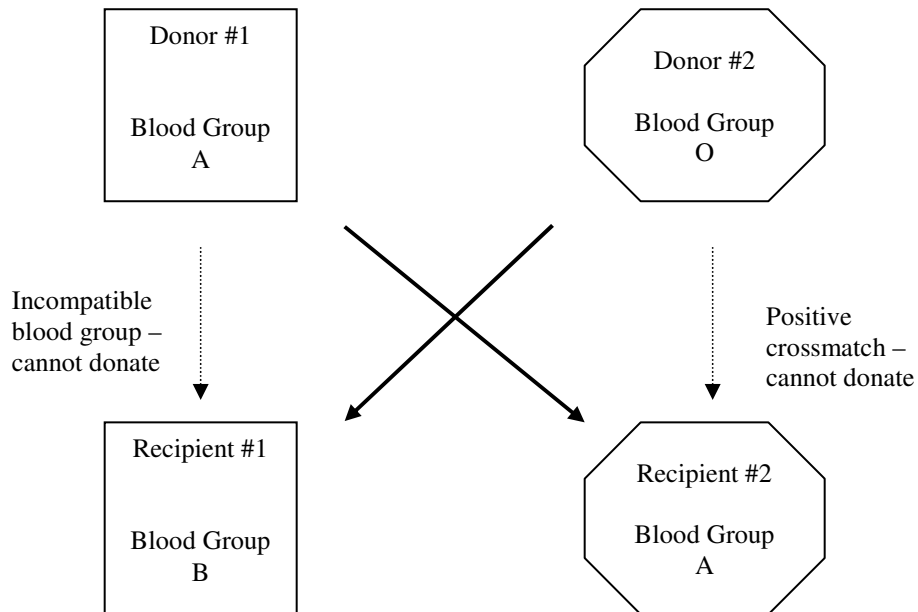 Donor #1
Blood Group
A
Donor #2
Blood Group
O
Incompatible
blood group –
cannot donate
Positive
crossmatch –
cannot donate
Recipient #1
Blood Group
B
Recipient #2
Blood Group
A